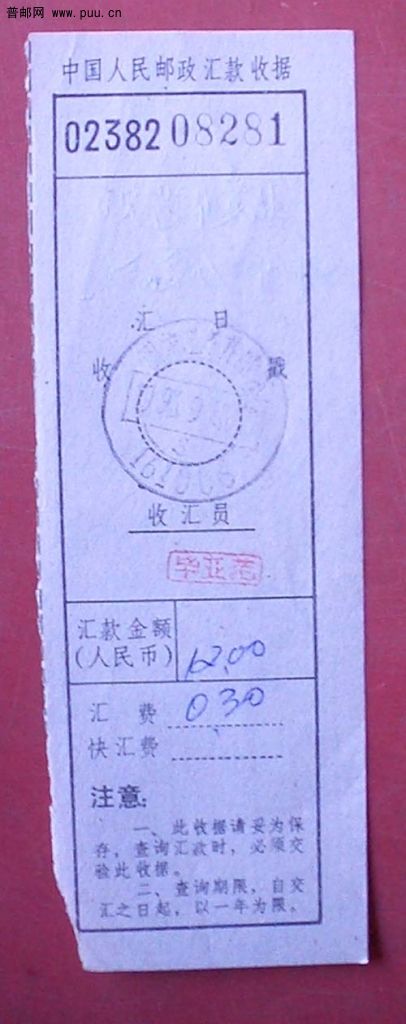 普邮网 www.puu.cn
中国人民邮政汇款收据
02382 08281
汇 日
收 戳
161006
收汇员
汇款金额
(人民币) 12.00
汇 费 0 30
快汇费
注意:
一、此收据请妥为保
存,查询汇款时,必须交
验此收据。
二、查询期限,自交
汇之日起,以一年为限。